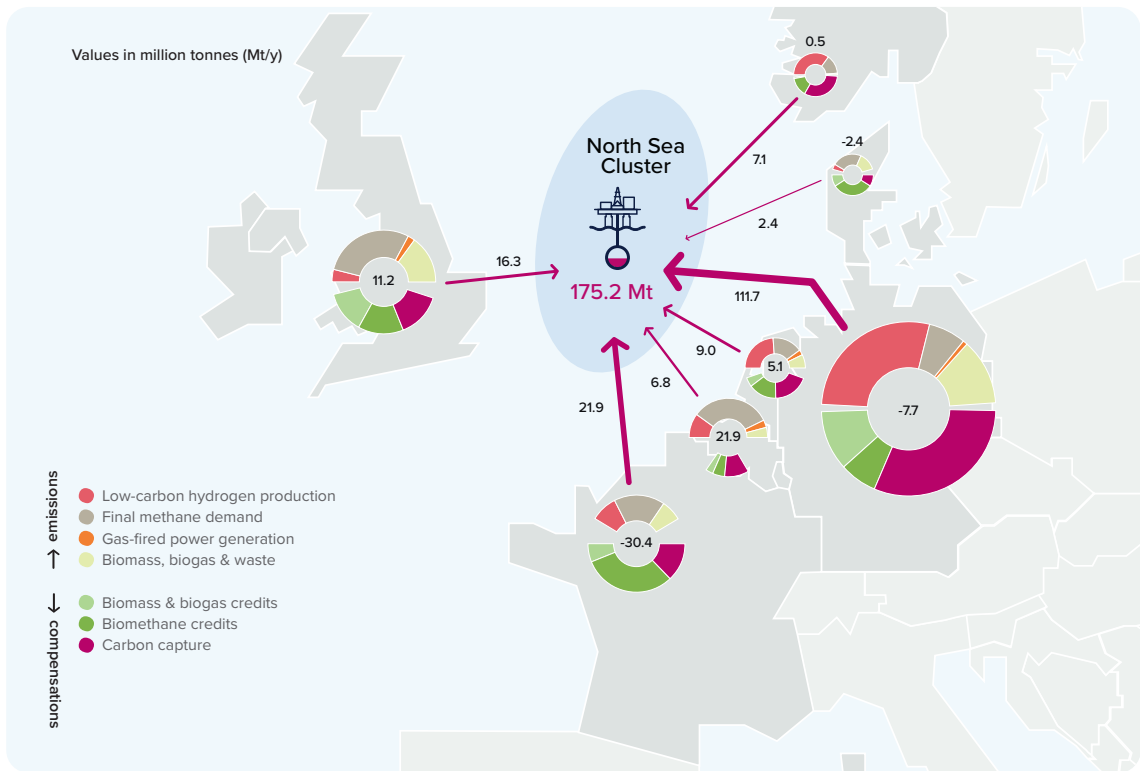 Values in million tonnes (Mt/y)
0.5
-2.4
North Sea
Cluster
7.1
2.4
16.3
11.2
175.2 Mt
111.7
9.0
5.1
6.8
21.9
21.9
-7.7
-30.4
emissions
Low-carbon hydrogen production
Final methane demand
Gas-fired power generation
Biomass, biogas & waste
compensations
Biomass & biogas credits
Biomethane credits
Carbon capture